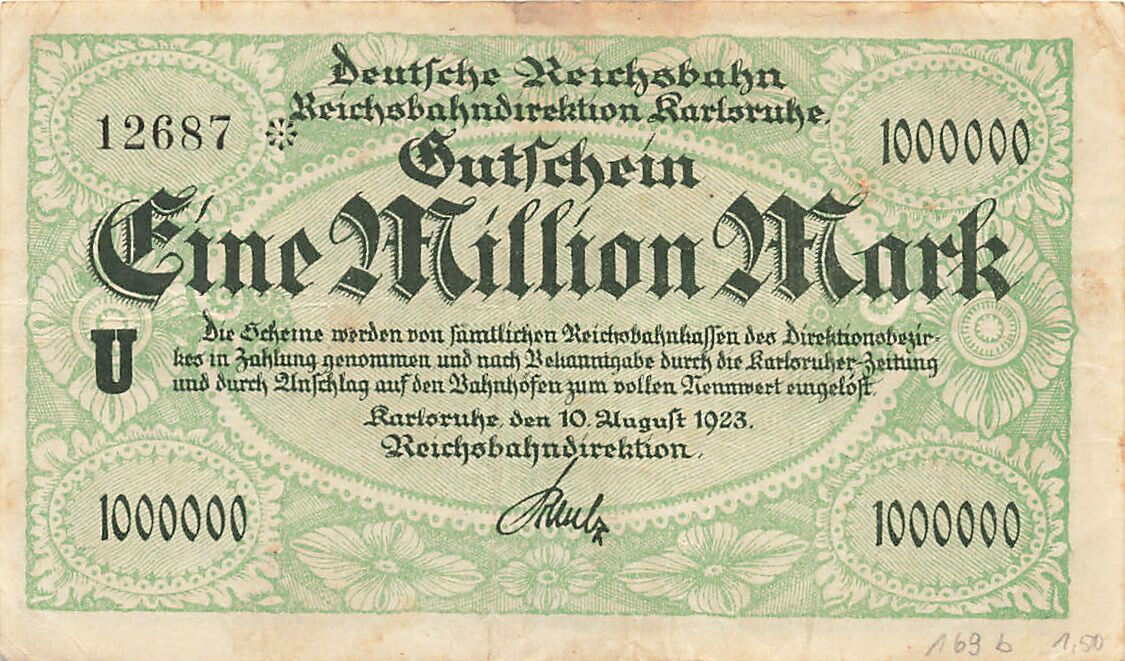 Deutsche Reichsbahn
Reichsbahndirektion Karlsruhe.
12687 *
1000000
Gutschein
Eine Million Mark
U
Die Scheine werden von sämtlichen Reichsbahnkassen des Direktionsbezir-
kes in Zahlung genommen und nach Bekanntgabe durch die Karlsruher-Zeitung
und durch Anschlag auf den Bahnhöfen zum vollen Nennwert eingelöst.
Karlsruhe, den 10. August 1923.
Reichsbahndirektion.
1000000
1000000
169 b 1,50